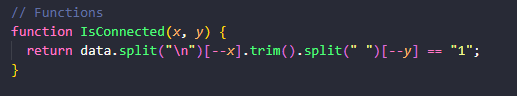 // Functions
function IsConnected(x, y) {
  return data.split("\n")[--x].trim().split(" ")[--y] == "1";
}